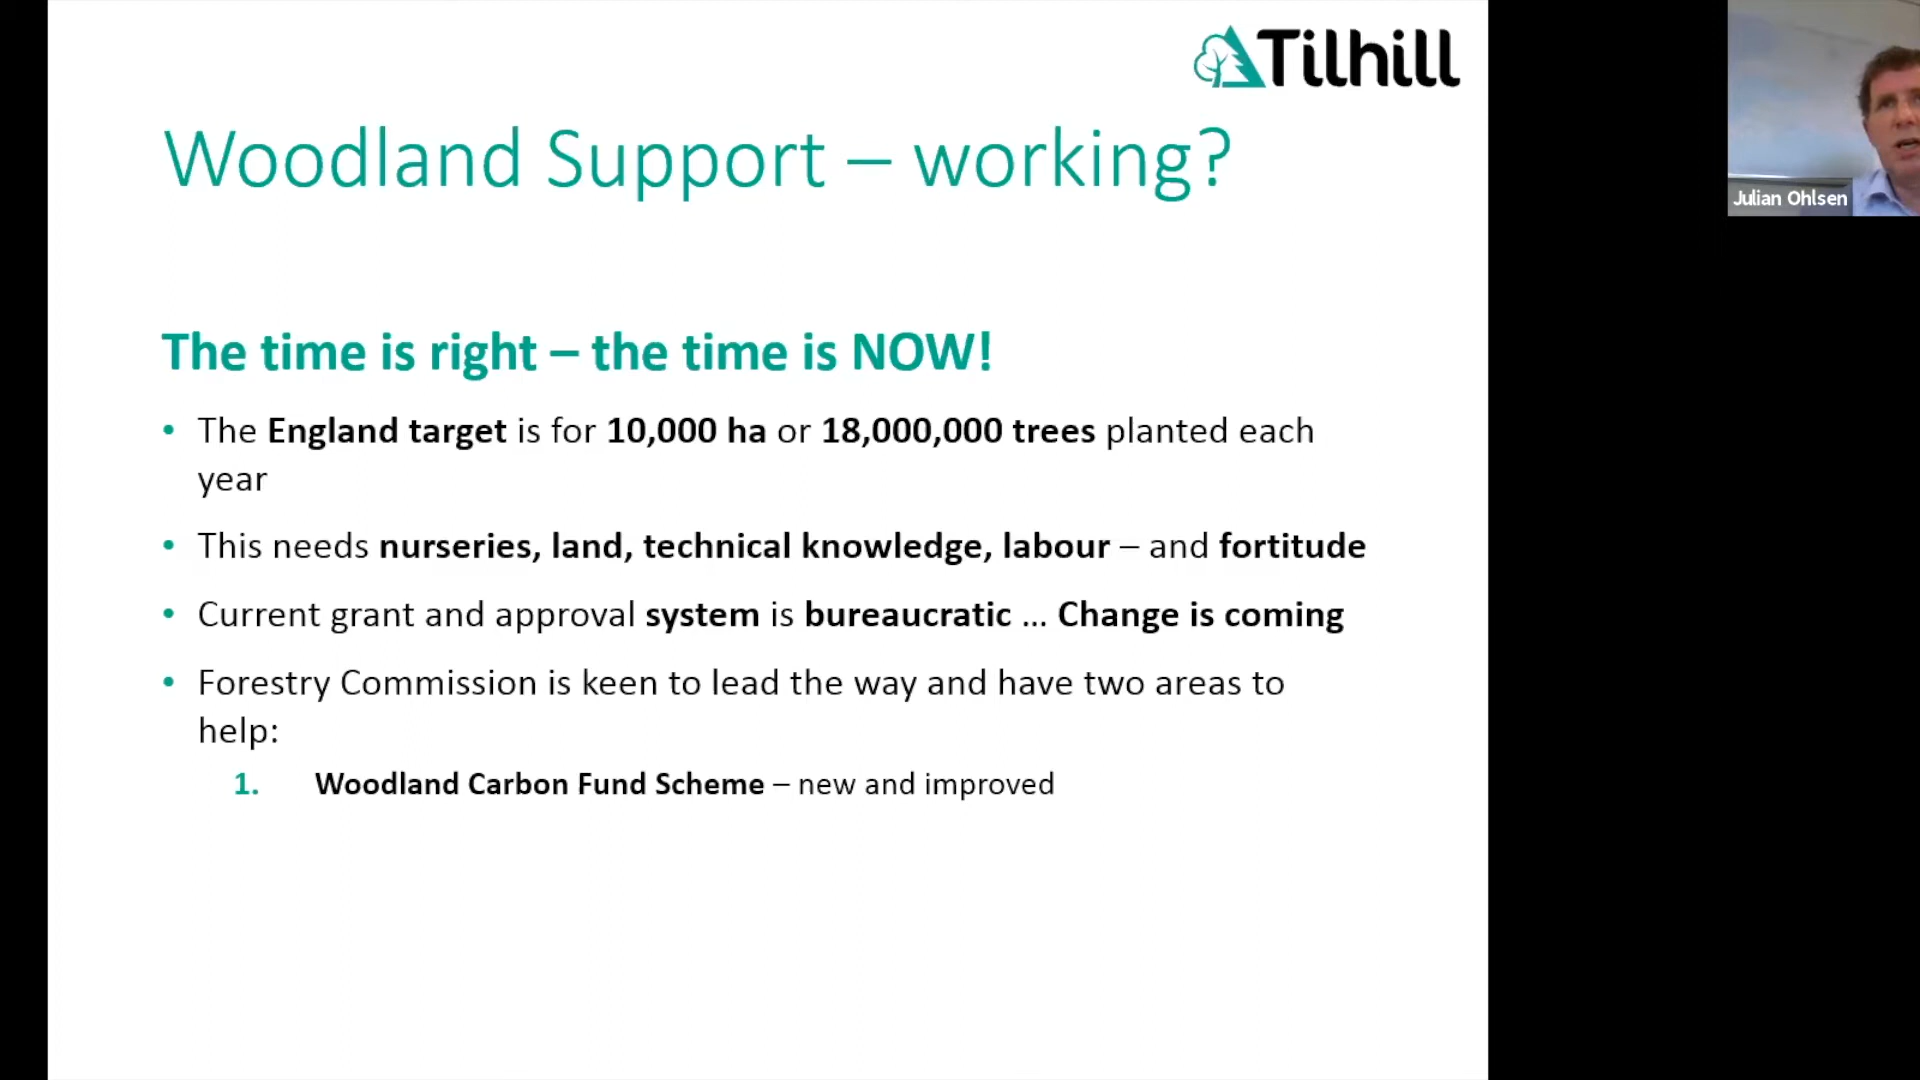 Tilhill
Woodland Support – working?
Julian Ohlsen
The time is right – the time is NOW!
• The England target is for 10,000 ha or 18,000,000 trees planted each
year
• This needs nurseries, land, technical knowledge, labour – and fortitude
• Current grant and approval system is bureaucratic ... Change is coming
• Forestry Commission is keen to lead the way and have two areas to
help:
1. Woodland Carbon Fund Scheme – new and improved